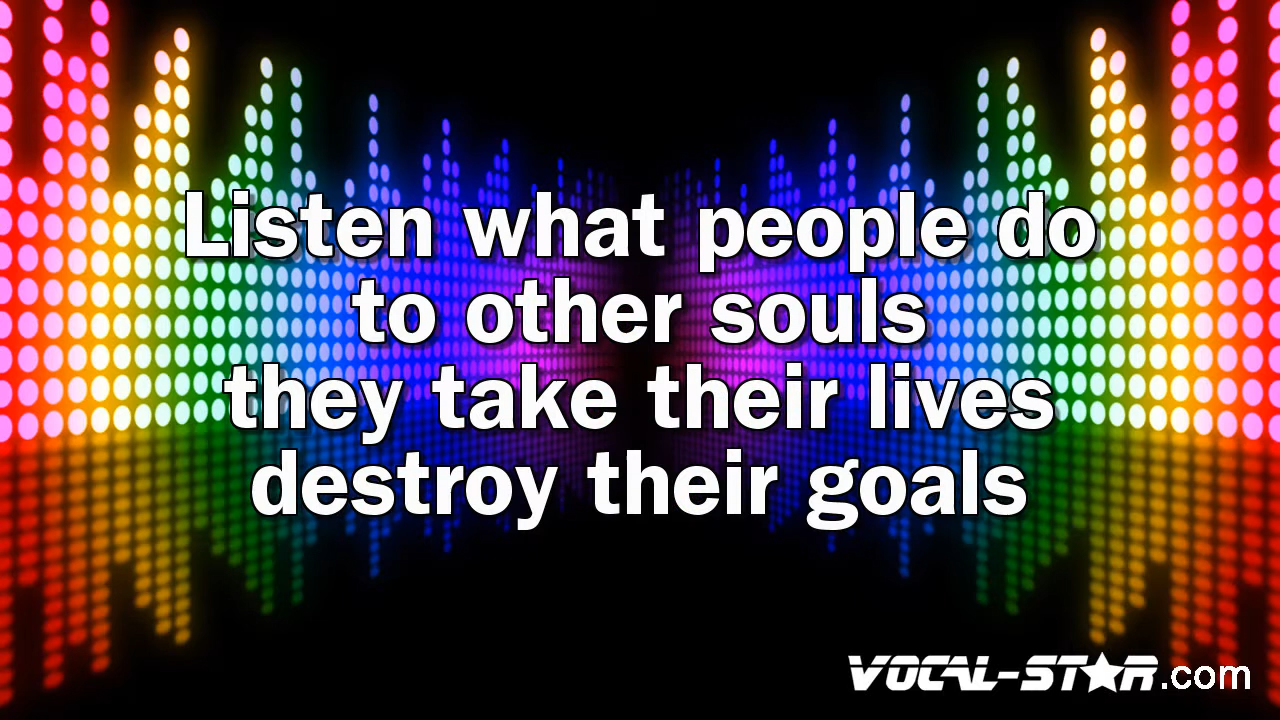 Listen what people do
to other souls
they take their lives
destroy their goals
VOCAL-STAR.com